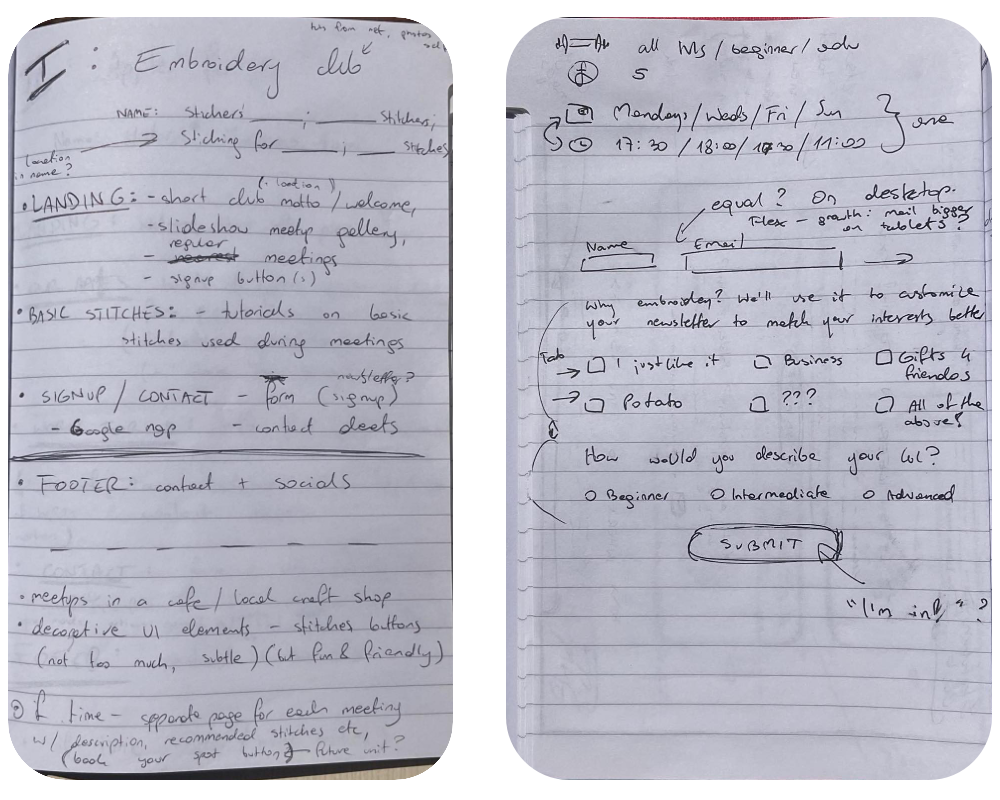 I: Embroidery club
pics from net, photos
NAME: Stichers' ____; ____ Stitchers;
Stiching for ____; ____ stitches
location
in name?
(+ location)
• LANDING: - short club motto / welcome,
- slideshow meetup gallery,
regular
- nearest meetings
- signup button(s)
• BASIC STITCHES: - tutorials on basic
stitches used during meetings
newsletter?
• SIGNUP / CONTACT - form (signup)
- Google map - contact deets
• FOOTER: contact + socials
• meetups in a cafe / local craft shop
• decorative UI elements - stitches buttons
(not too much, subtle) (but fun & friendly)
If time - separate page for each meeting
w/ description, recommended stitches etc,
(book your spot button) future unit?
all lvls / beginner / adv
5
Mondays / Weds / Fri / Sun
one
17:30 / 18:00 / 17:30 / 11:00
equal? On desktop.
Flex - growth: mail bigger
on tablets?
Name Email
Why embroidey? We'll use it to customize
your newsletter to match your interests better
Tab
I just like it Business Gifts 4
friendos
Potato ??? All of the
above!
How would you describe your lvl?
Beginner Intermediate Advanced
SUBMIT
"I'm in!"?